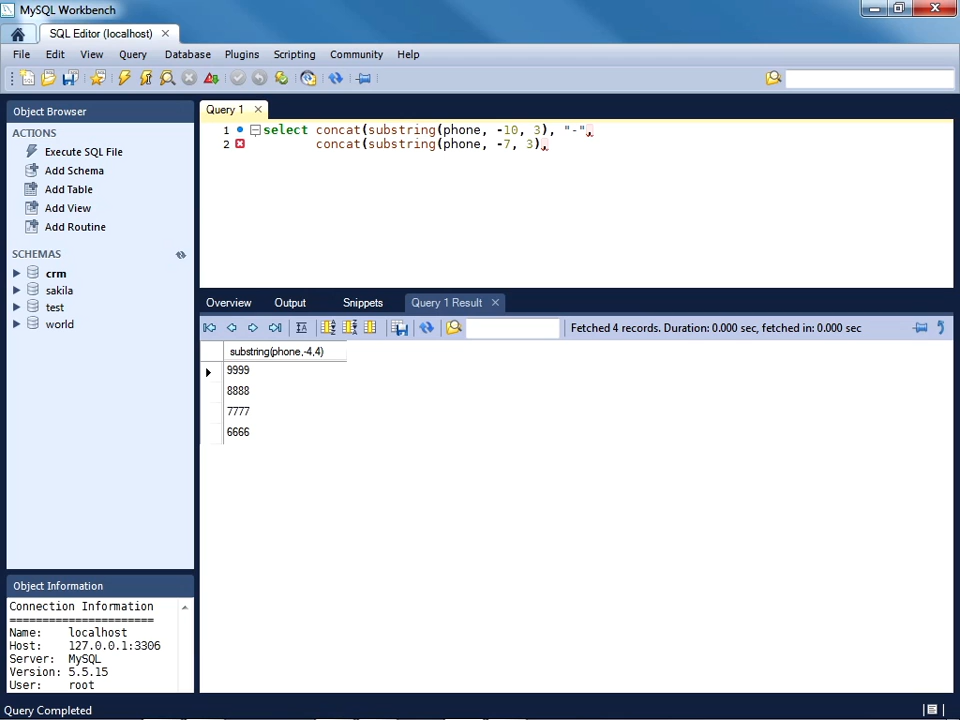 MySQL Workbench
SQL Editor (localhost)
File Edit View Query Database Plugins Scripting Community Help
Object Browser
Query 1
ACTIONS
Execute SQL File
Add Schema
Add Table
Add View
Add Routine
1 select concat(substring(phone, -10, 3), "-",
2 concat(substring(phone, -7, 3),
SCHEMAS
crm
sakila
test
world
Overview Output Snippets Query 1 Result
Fetched 4 records. Duration: 0.000 sec, fetched in: 0.000 sec
substring(phone,-4,4)
9999
8888
7777
6666
Object Information
Connection Information
======================
Name: localhost
Host: 127.0.0.1:3306
Server: MySQL
Version: 5.5.15
User: root
Query Completed